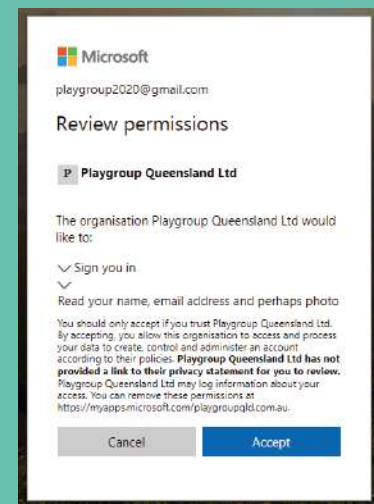 Microsoft
playgroup2020@gmail.com
Review permissions
P Playgroup Queensland Ltd
The organisation Playgroup Queensland Ltd would
like to:
Sign you in
Read your name, email address and perhaps photo
You should only accept if you trust Playgroup Queensland Ltd.
By accepting, you allow this organisation to access and process
your data to create, control and administer an account
according to their policies. Playgroup Queensland Ltd has not
provided a link to their privacy statement for you to review.
Playgroup Queensland Ltd may log information about your
access. You can remove these permissions at
https://myapps.microsoft.com/playgroupqld.com.au.
Cancel Accept